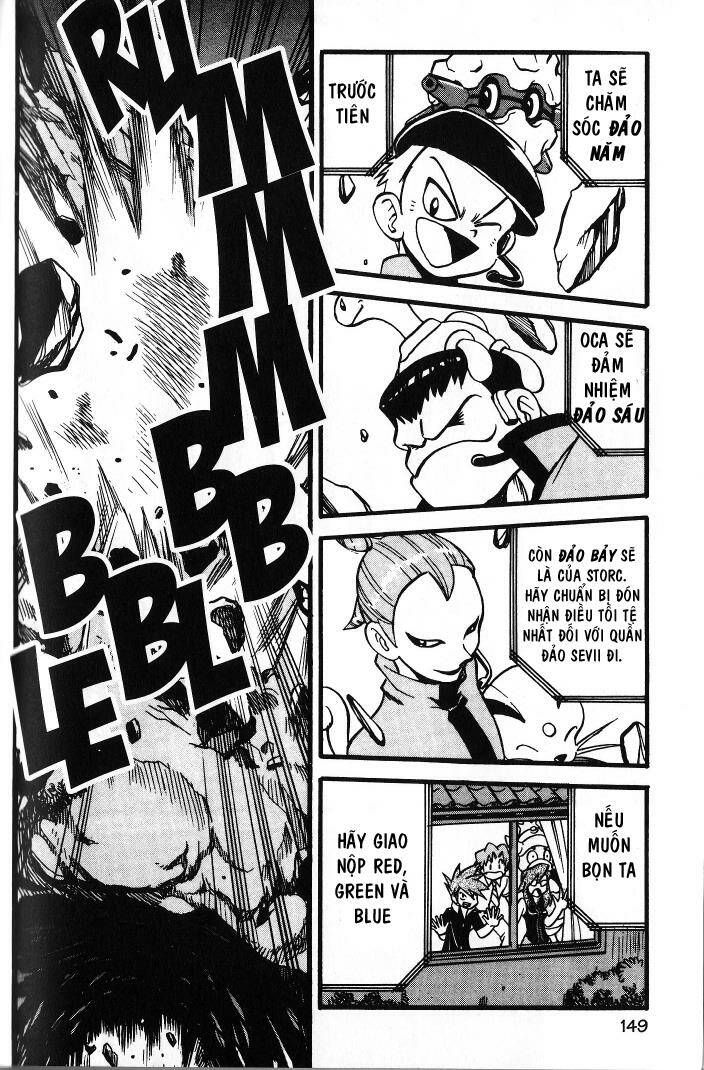 TA SẼ
CHĂM
SÓC ĐẢO
NĂM
TRƯỚC
TIÊN
OCA SẼ
ĐẢM
NHIỆM
ĐẢO SÁU
CÒN ĐẢO BẢY SẼ
LÀ CỦA STORC.
HÃY CHUẨN BỊ ĐÓN
NHẬN ĐIỀU TỒI TỆ
NHẤT ĐỐI VỚI QUẦN
ĐẢO SEVII ĐI.
NẾU
MUỐN
BỌN TA
HÃY GIAO
NỘP RED,
GREEN VÀ
BLUE
RUMMM
BBB
BBL
LE
149